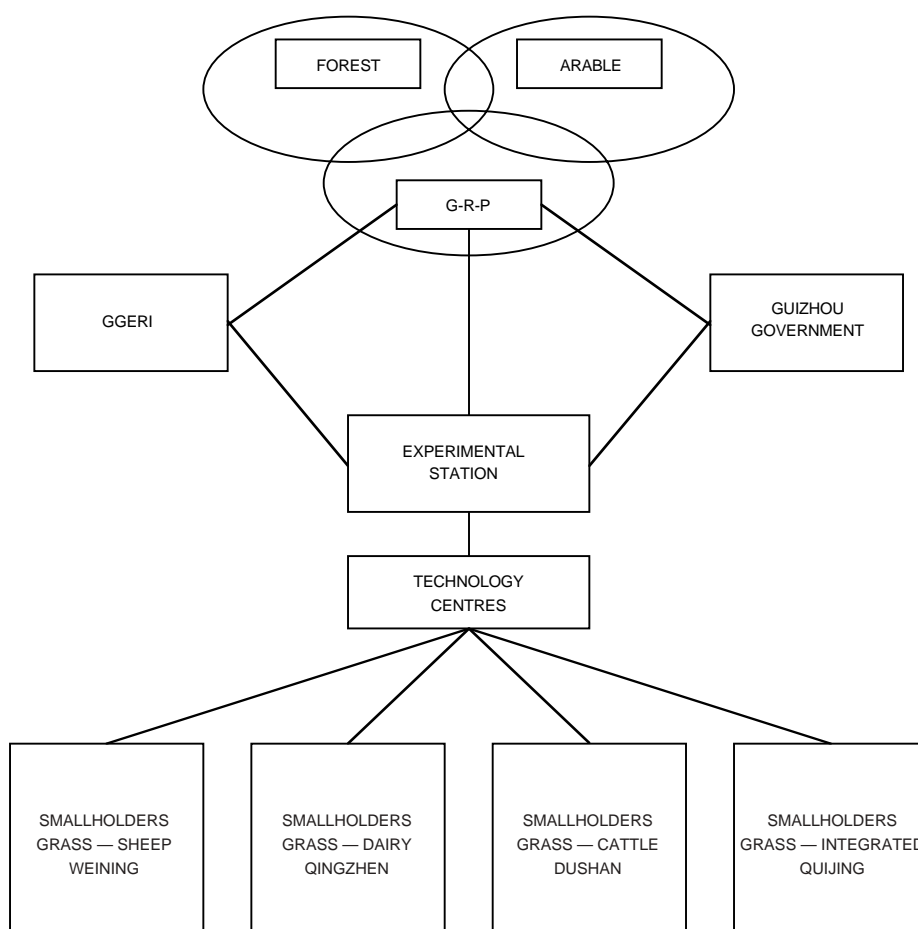 FOREST
ARABLE
G-R-P
GGERI
GUIZHOU
GOVERNMENT
EXPERIMENTAL
STATION
TECHNOLOGY
CENTRES
SMALLHOLDERS
GRASS — SHEEP
WEINING
SMALLHOLDERS
GRASS — DAIRY
QINGZHEN
SMALLHOLDERS
GRASS — CATTLE
DUSHAN
SMALLHOLDERS
GRASS — INTEGRATED
QUIJING